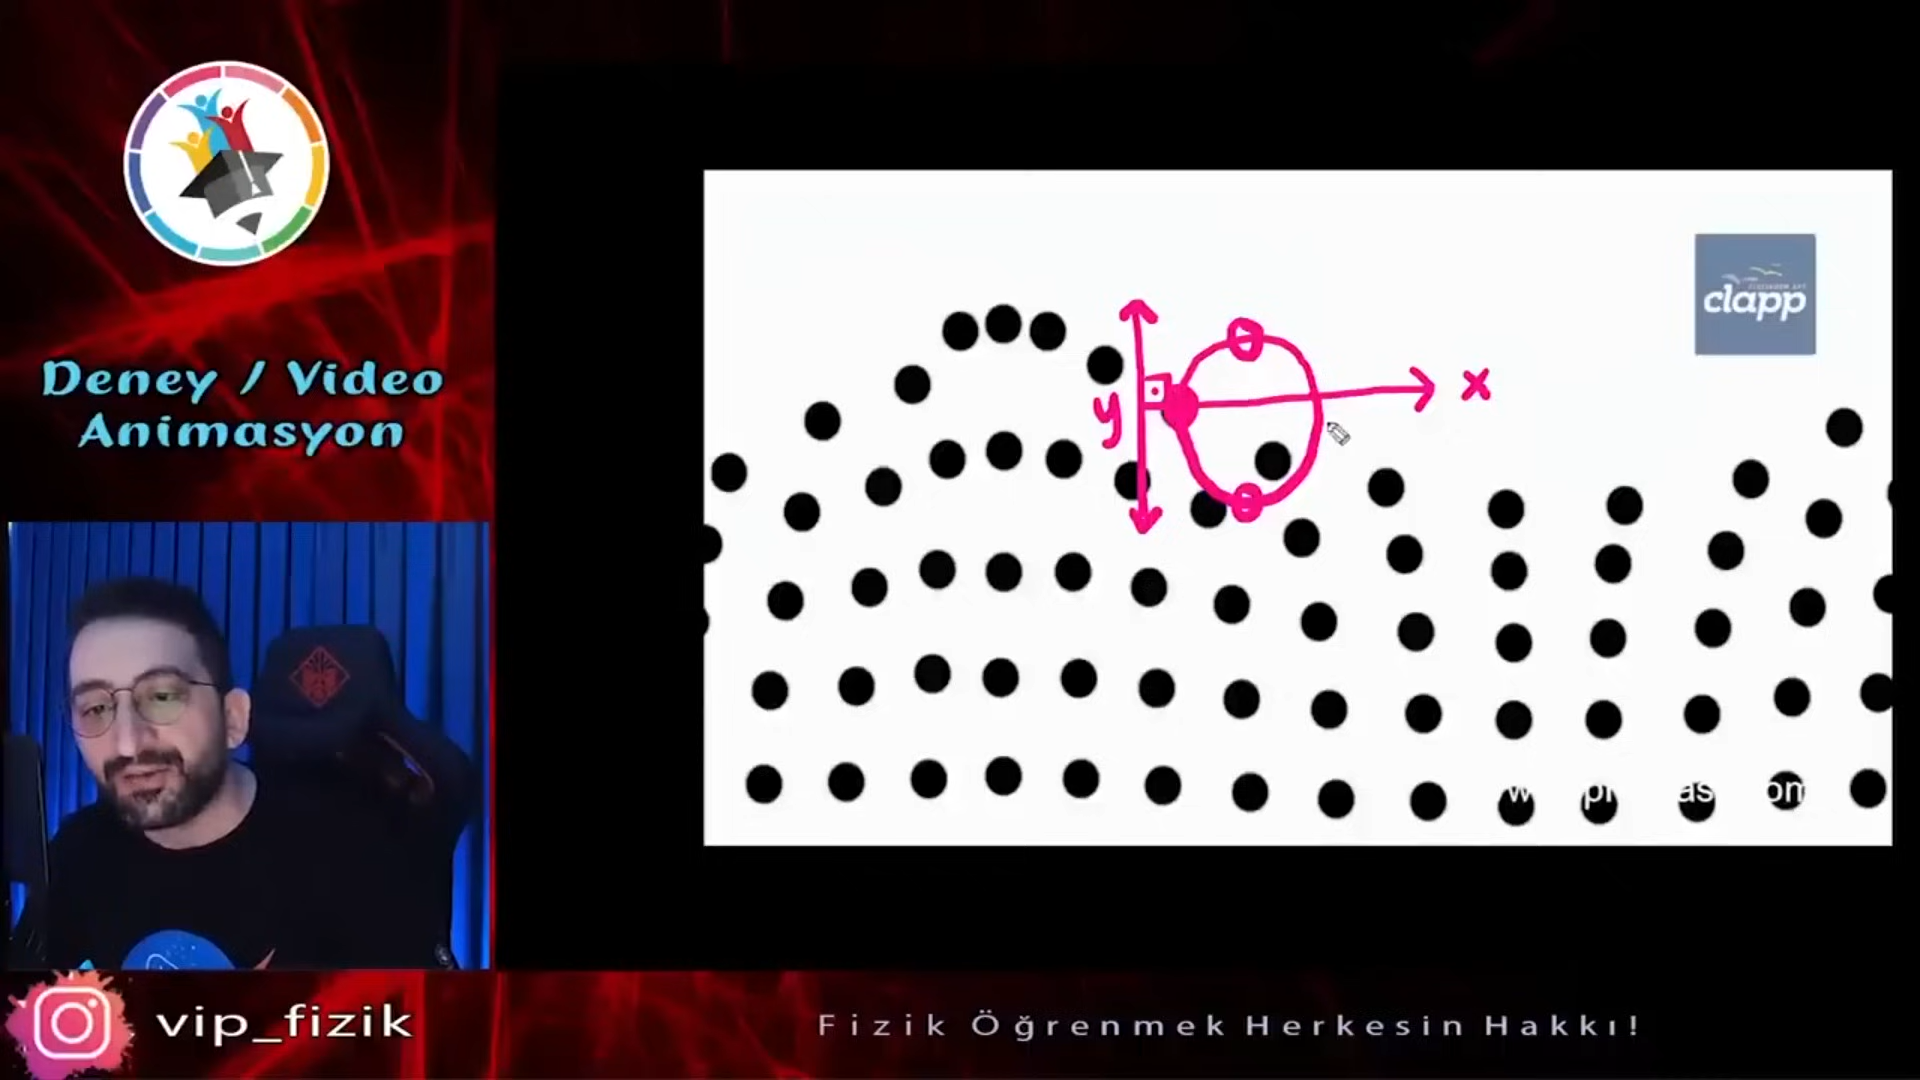 Deney / Video
Animasyon
clapp
y
x
vip_fizik
Fizik Öğrenmek Herkesin Hakkı!